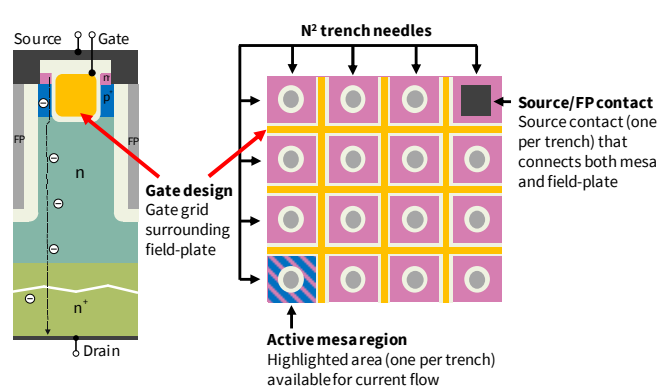 Source
Gate
n
p
FP
FP
n
n+
Drain
Gate design
Gate grid
surrounding
field-plate
N² trench needles
Source/FP contact
Source contact (one
per trench) that
connects both mesa
and field-plate
Active mesa region
Highlighted area (one per trench)
available for current flow